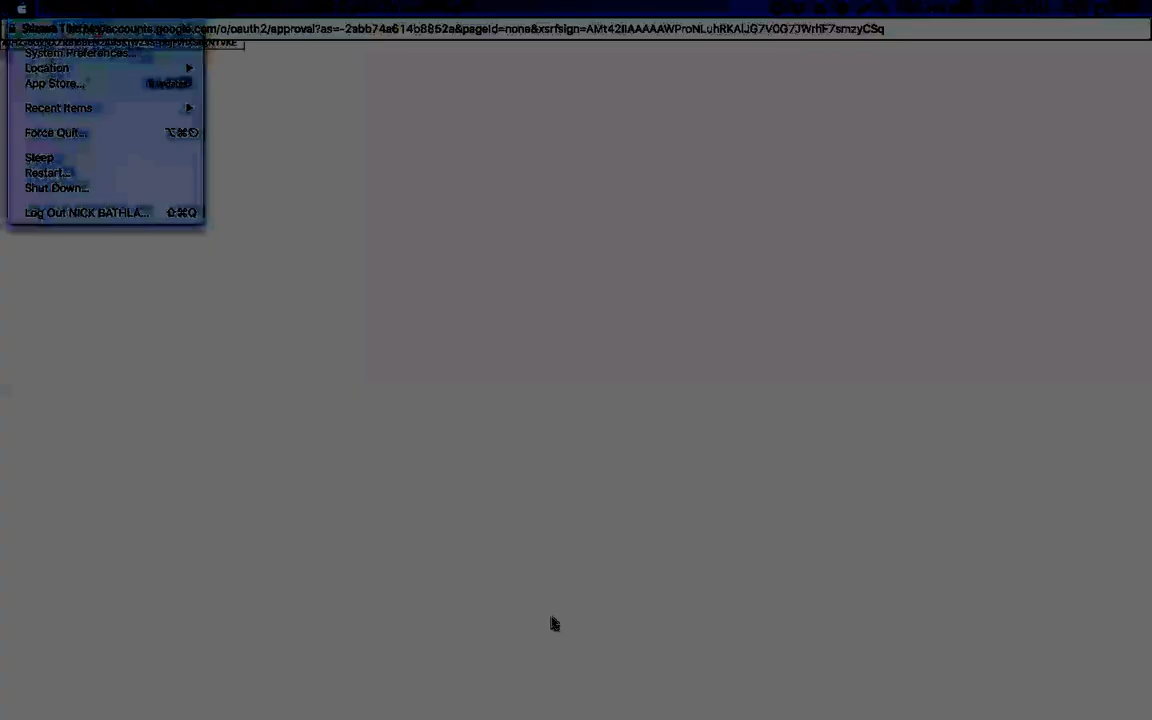 accounts.google.com/o/oauth2/approval?as=-2abb74a614b8852a&pageId=none&xsrfsign=
System Preferences...
Location
App Store...
Recent Items
Force Quit... ⌥⌘⎋
Sleep
Restart...
Shut Down...
Log Out NICK BATHLA... ⇧⌘Q